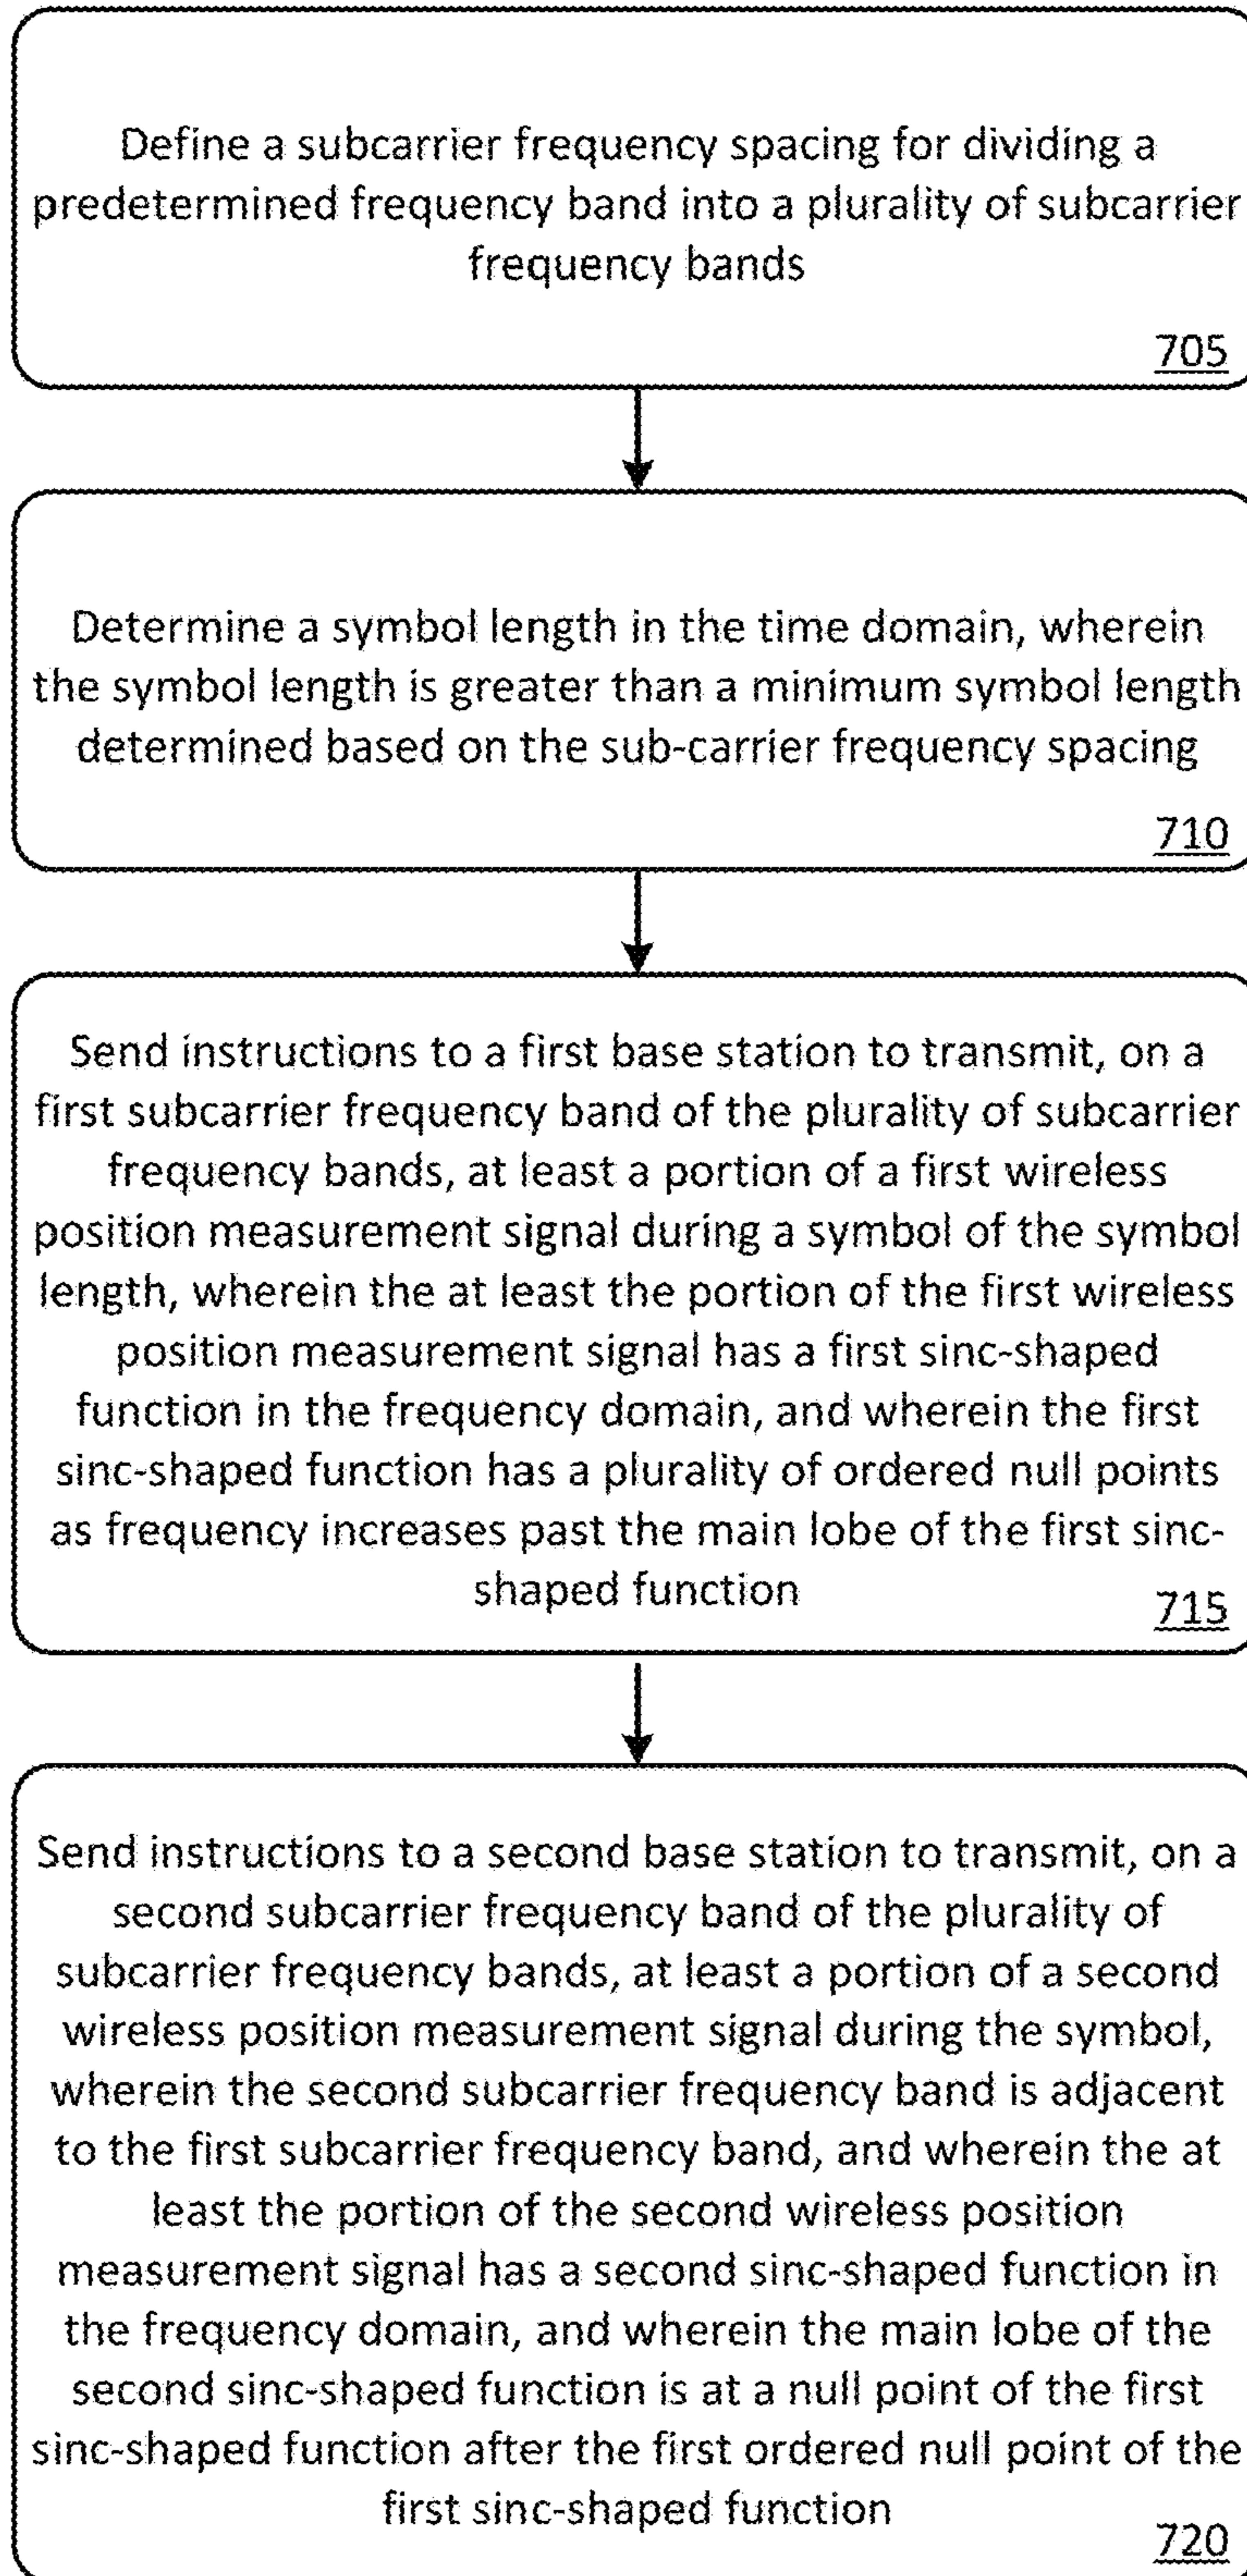 Define a subcarrier frequency spacing for dividing a
predetermined frequency band into a plurality of subcarrier
frequency bands
705
Determine a symbol length in the time domain, wherein
the symbol length is greater than a minimum symbol length
determined based on the sub-carrier frequency spacing
710
Send instructions to a first base station to transmit, on a
first subcarrier frequency band of the plurality of subcarrier
frequency bands, at least a portion of a first wireless
position measurement signal during a symbol of the symbol
length, wherein the at least the portion of the first wireless
position measurement signal has a first sinc-shaped
function in the frequency domain, and wherein the first
sinc-shaped function has a plurality of ordered null points
as frequency increases past the main lobe of the first sinc-
shaped function
715
Send instructions to a second base station to transmit, on a
second subcarrier frequency band of the plurality of
subcarrier frequency bands, at least a portion of a second
wireless position measurement signal during the symbol,
wherein the second subcarrier frequency band is adjacent
to the first subcarrier frequency band, and wherein the at
least the portion of the second wireless position
measurement signal has a second sinc-shaped function in
the frequency domain, and wherein the main lobe of the
second sinc-shaped function is at a null point of the first
sinc-shaped function after the first ordered null point of the
first sinc-shaped function
720